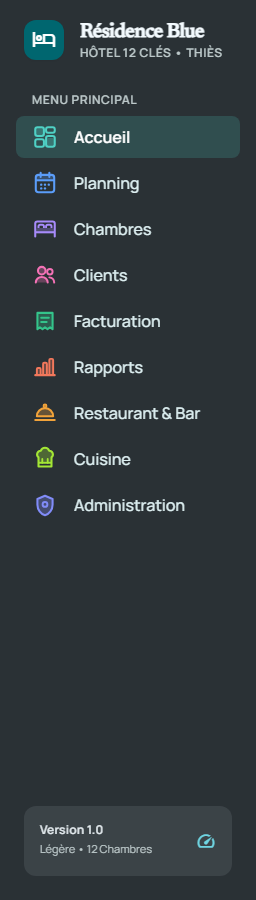 Résidence Blue
HÔTEL 12 CLÉS • THIÈS
MENU PRINCIPAL
Accueil
Planning
Chambres
Clients
Facturation
Rapports
Restaurant & Bar
Cuisine
Administration
Version 1.0
Légère • 12 Chambres